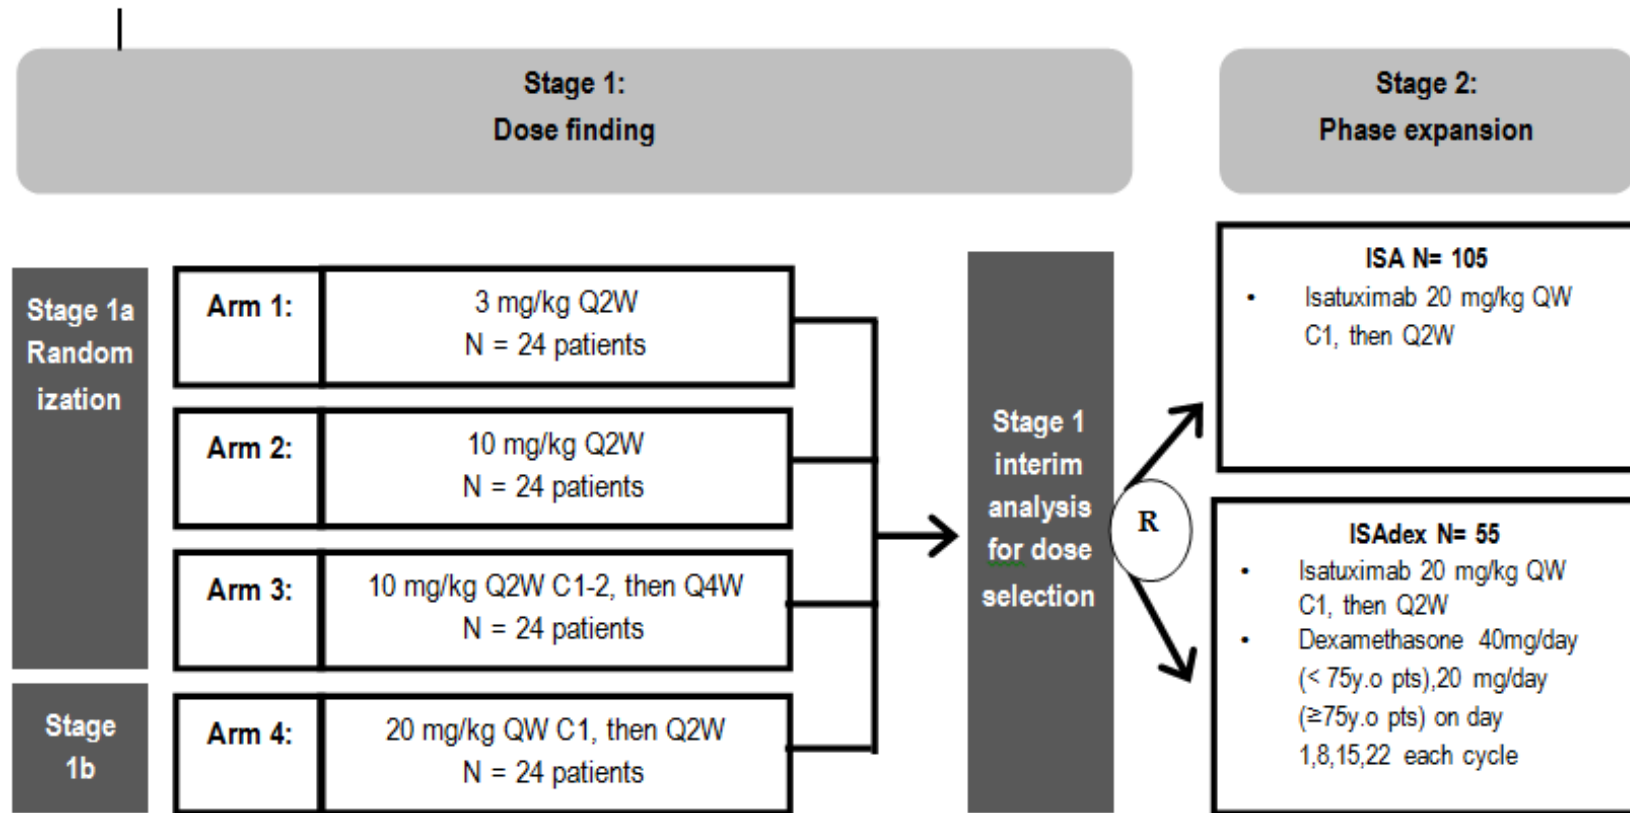 Stage 1:
Dose finding
Stage 2:
Phase expansion
Stage 1a
Random
ization
Arm 1:
3 mg/kg Q2W
N = 24 patients
Arm 2:
10 mg/kg Q2W
N = 24 patients
Arm 3:
10 mg/kg Q2W C1-2, then Q4W
N = 24 patients
Stage
1b
Arm 4:
20 mg/kg QW C1, then Q2W
N = 24 patients
Stage 1
interim
analysis
for dose
selection
R
ISA N= 105
• Isatuximab 20 mg/kg QW
C1, then Q2W
ISAdex N= 55
• Isatuximab 20 mg/kg QW
C1, then Q2W
• Dexamethasone 40mg/day
(< 75y.o pts),20 mg/day
(≥75y.o pts) on day
1,8,15,22 each cycle